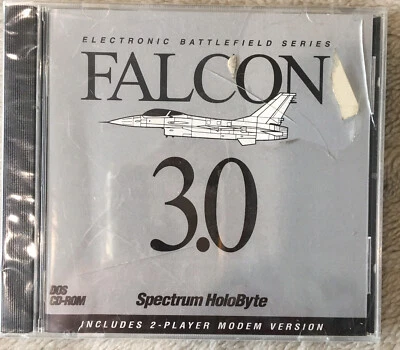 ELECTRONIC BATTLEFIELD SERIES
FALCON
3.0
DOS
CD-ROM
Spectrum HoloByte
INCLUDES 2-PLAYER MODEM VERSION